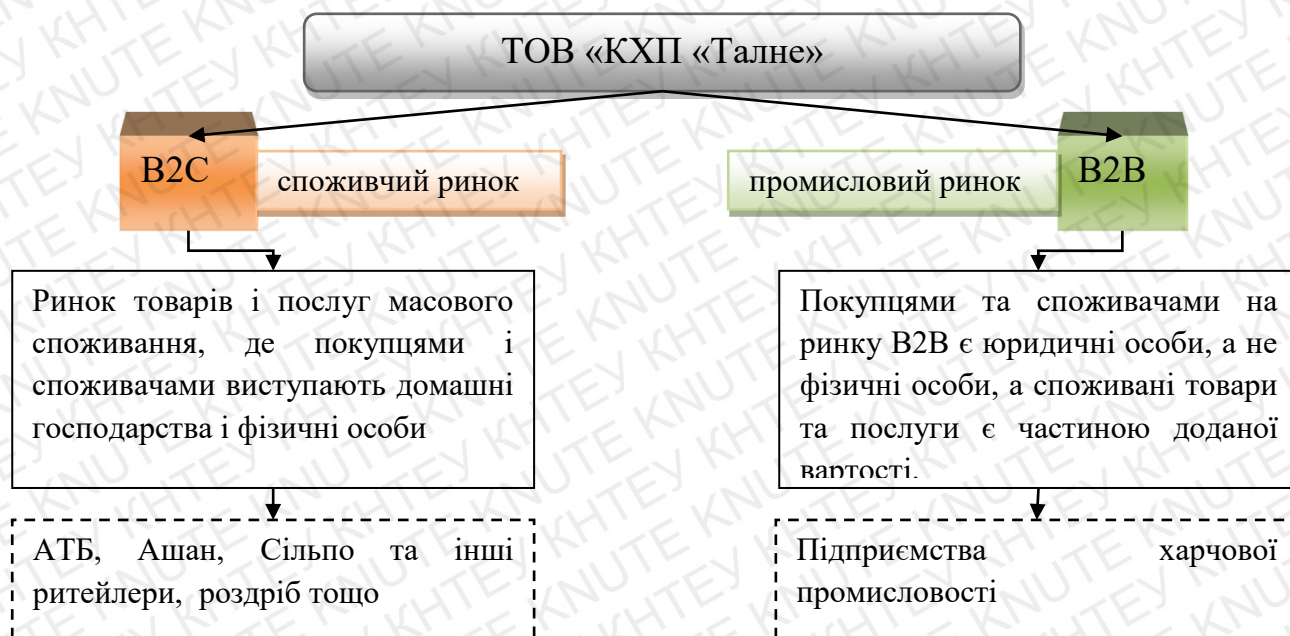 ТОВ «КХП «Талне»
B2C
споживчий ринок
промисловий ринок
B2B
Ринок товарів і послуг масового
споживання, де покупцями і
споживачами виступають домашні
господарства і фізичні особи
Покупцями та споживачами на
ринку B2B є юридичні особи, а не
фізичні особи, а споживані товари
та послуги є частиною доданої
вартості.
АТБ, Ашан, Сільпо та інші
ритейлери, роздріб тощо
Підприємства харчової
промисловості